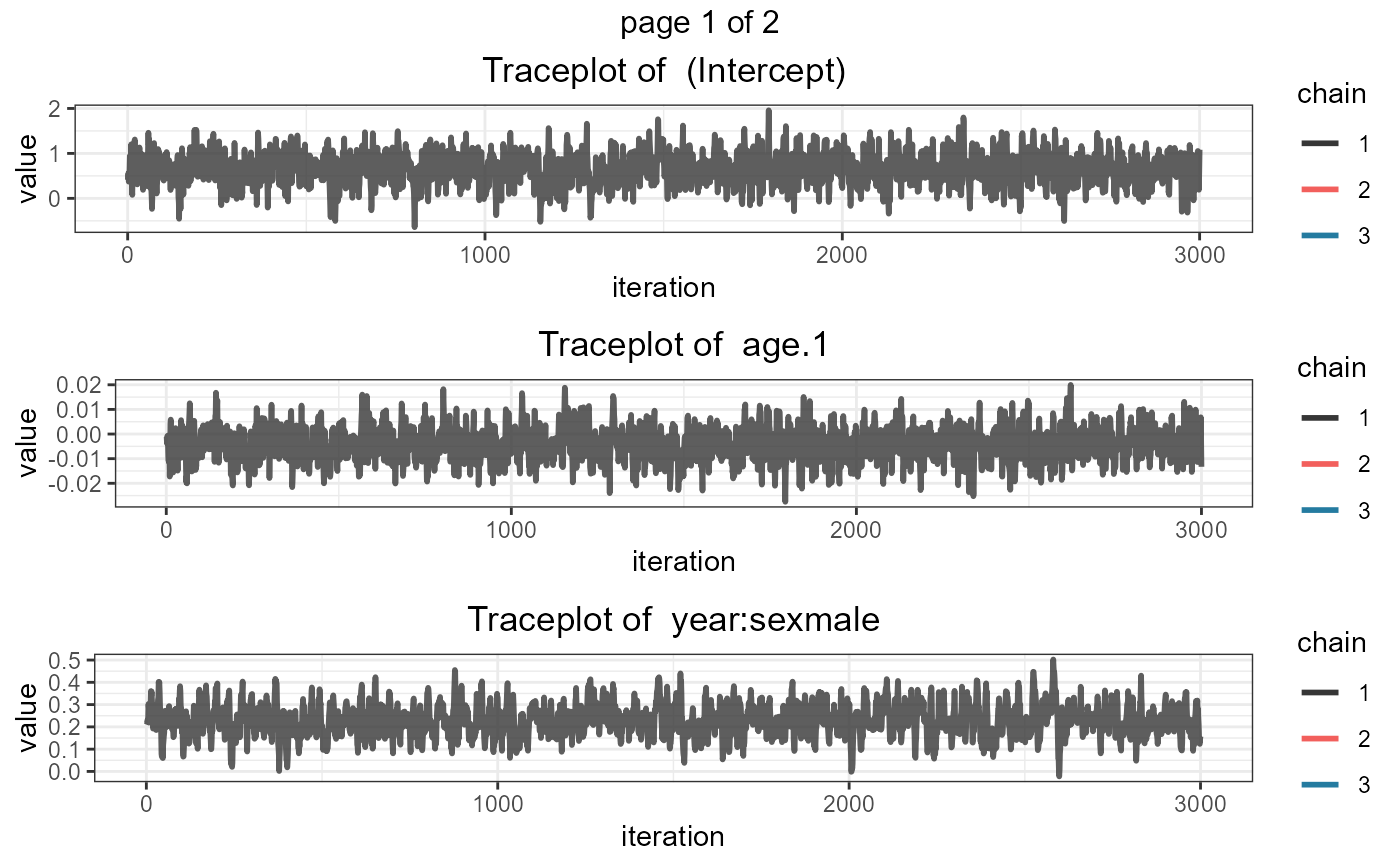 page 1 of 2
Traceplot of  (Intercept)
2
1
0
value
0 1000 2000 3000
iteration
chain
1
2
3
Traceplot of  age.1
0.02
0.01
0.00
-0.01
-0.02
value
0 1000 2000 3000
iteration
chain
1
2
3
Traceplot of  year:sexmale
0.5
0.4
0.3
0.2
0.1
0.0
value
0 1000 2000 3000
iteration
chain
1
2
3